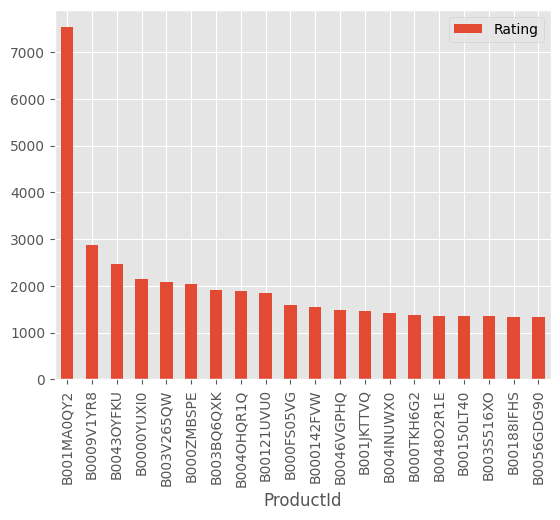 Rating
7000
6000
5000
4000
3000
2000
1000
0
B001MA0QY2
B0009V1YR8
B0043OYFKU
B0000YUXI0
B003V265QW
B000ZMBSPE
B003BQ6QXK
B004OHQR1Q
B00121UVU0
B000FS05VG
B000142FVW
B0046VGPHQ
B001JKTTVQ
B004INUWX0
B000TKH6G2
B0048O2R1E
B00150LT40
B003S516XO
B00188IFHS
B0056GDG90
ProductId